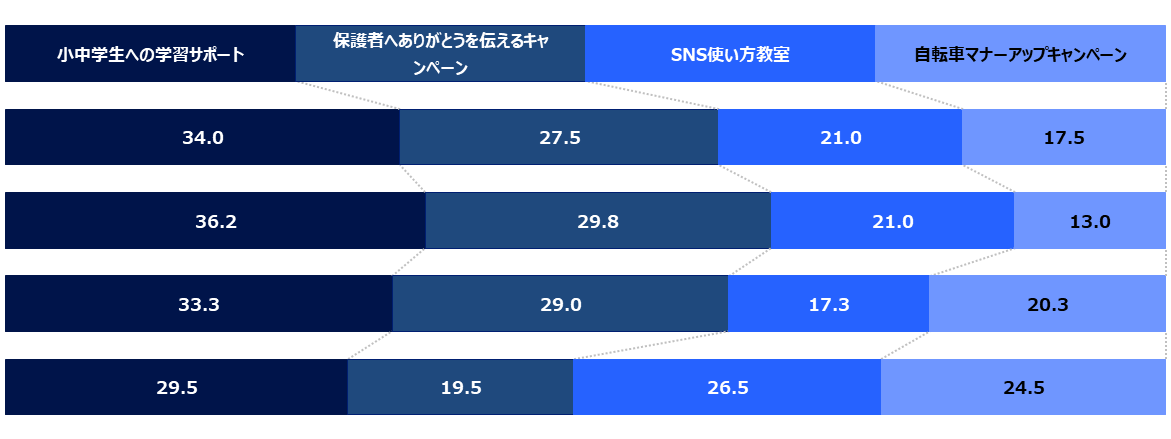 小中学生への学習サポート
保護者へありがとうを伝えるキャ
ンペーン
SNS使い方教室
自転車マナーアップキャンペーン
34.0 27.5 21.0 17.5
36.2 29.8 21.0 13.0
33.3 29.0 17.3 20.3
29.5 19.5 26.5 24.5